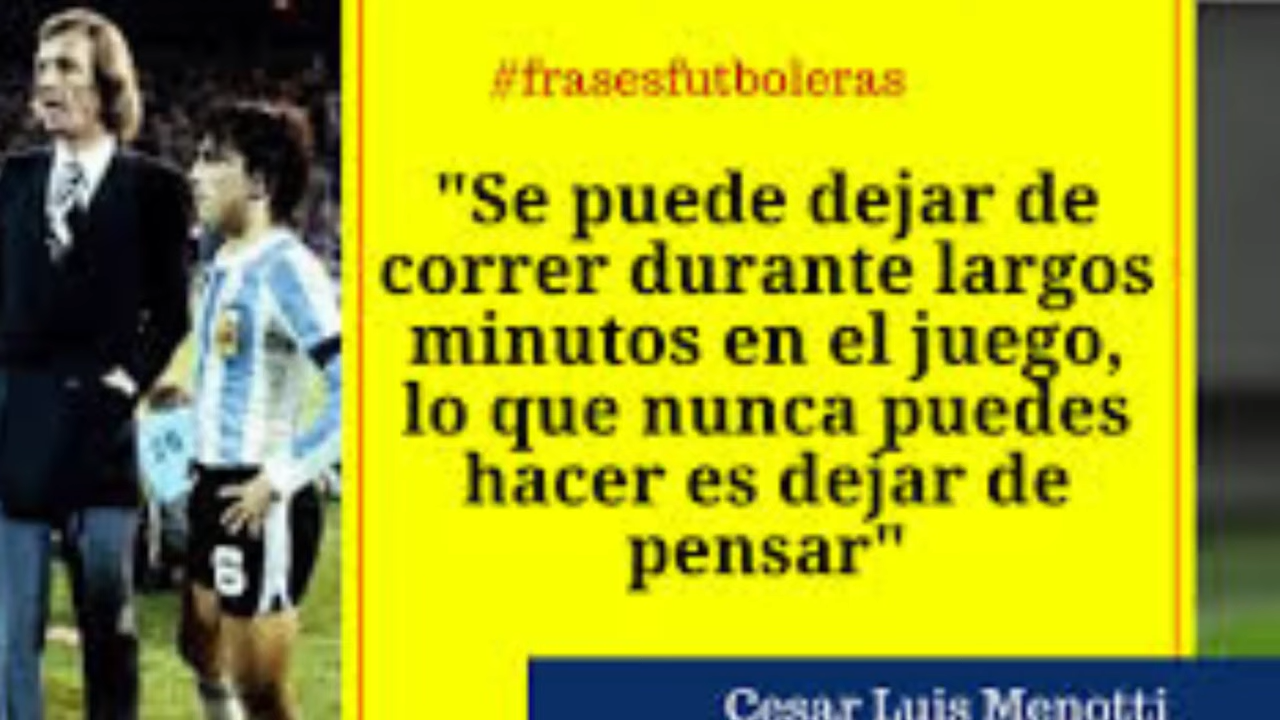 #frasesfutboleras
"Se puede dejar de
correr durante largos
minutos en el juego,
lo que nunca puedes
hacer es dejar de
pensar"
6
Cesar Luis Menotti